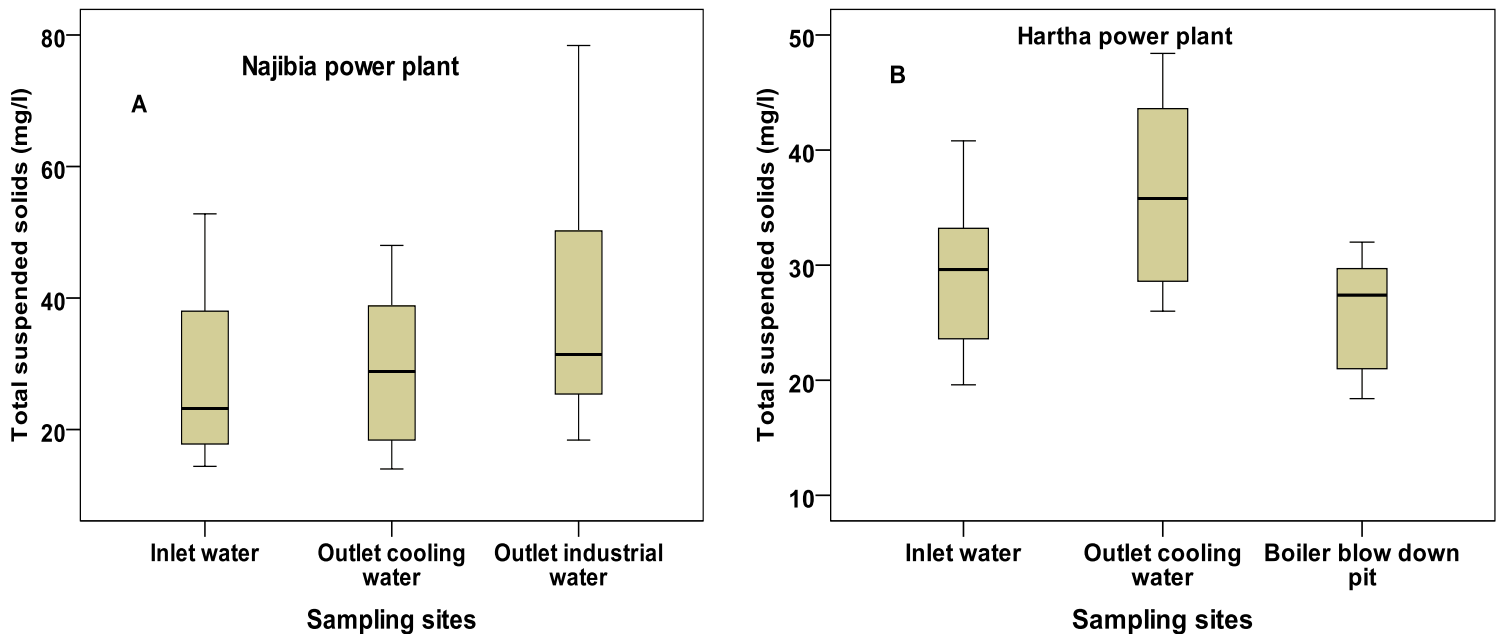 Najibia power plant
A
Total suspended solids (mg/l)
80
60
40
20
Inlet water
Outlet cooling
water
Outlet industrial
water
Sampling sites
Hartha power plant
B
Total suspended solids (mg/l)
50
40
30
20
10
Inlet water
Outlet cooling
water
Boiler blow down
pit
Sampling sites